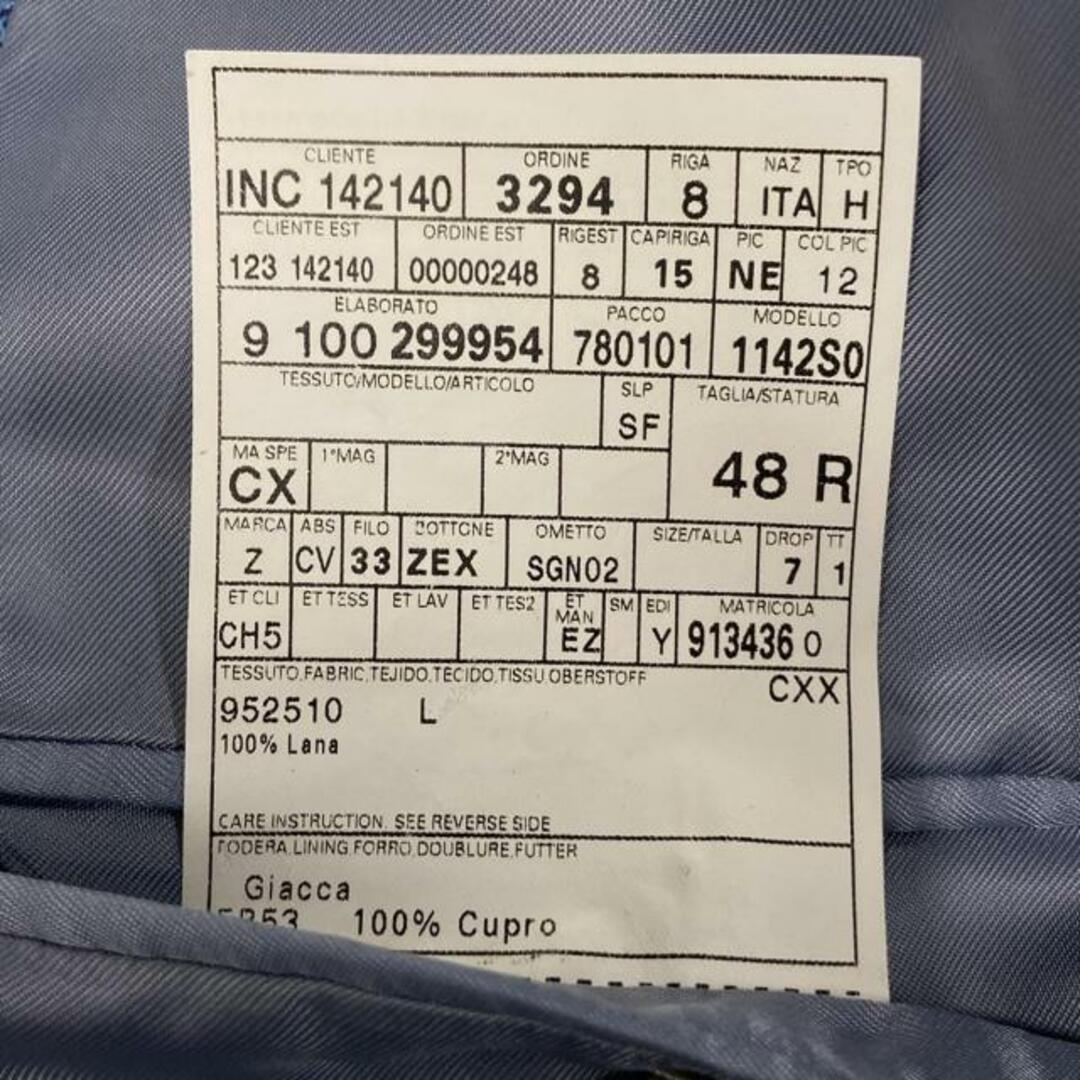 CLIENTE ORDINE RIGA NAZ TPO
INC 142140 3294 8 ITA H
CLIENTE EST ORDINE EST RIGEST CAPIRIGA PIC COL PIC
123 142140 00000248 8 15 NE 12
ELABORATO PACCO MODELLO
9 100 299954 780101 1142S0
TESSUTO/MODELLO/ARTICOLO SLP TAGLIA/STATURA
SF
48 R
MA SPE 1°MAG 2°MAG
CX
MARCA ABS FILO BOTTONE OMETTO SIZE/TALLA DROP TT
Z CV 33 ZEX SGN02 7 1
ET CLI ET TESS ET LAV ET TES2 ET MAN SM EDI MATRICOLA
CH5 EZ Y 913436 0
TESSUTO,FABRIC,TEJIDO,TECIDO,TISSU,OBERSTOFF CXX
952510 L
100% Lana
CARE INSTRUCTION. SEE REVERSE SIDE
FODERA,LINING,FORRO,DOUBLURE,FUTTER
Giacca
100% Cupro